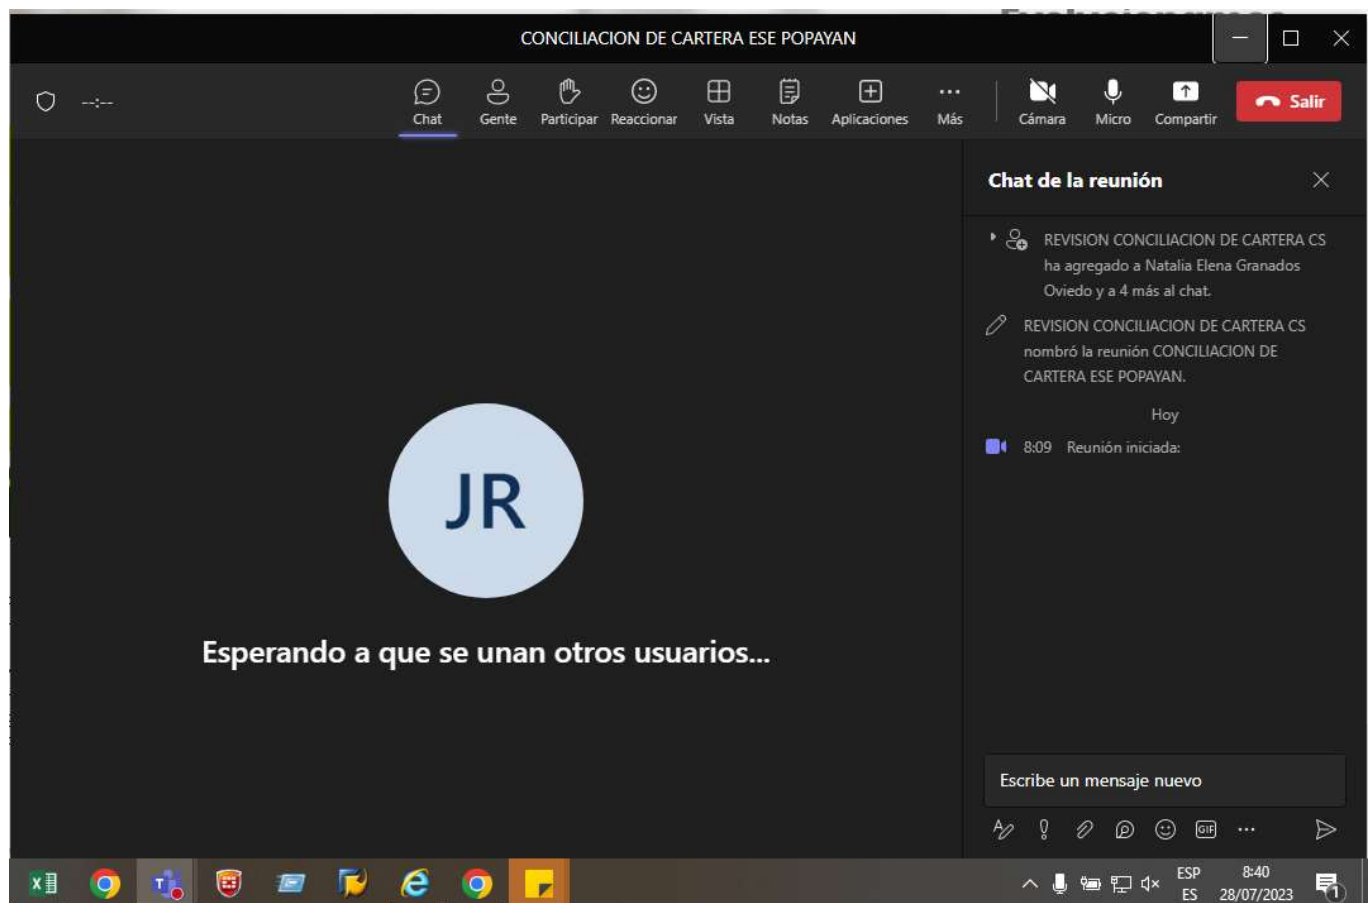 CONCILIACION DE CARTERA ESE POPAYAN
--:--
Chat
Gente
Participar
Reaccionar
Vista
Notas
Aplicaciones
Más
Cámara
Micro
Compartir
Salir
JR
Esperando a que se unan otros usuarios...
Chat de la reunión
REVISION CONCILIACION DE CARTERA CS
ha agregado a Natalia Elena Granados
Oviedo y a 4 más al chat.
REVISION CONCILIACION DE CARTERA CS
nombró la reunión CONCILIACION DE
CARTERA ESE POPAYAN.
Hoy
8:09 Reunión iniciada:
Escribe un mensaje nuevo
GIF
ESP
ES
8:40
28/07/2023
1